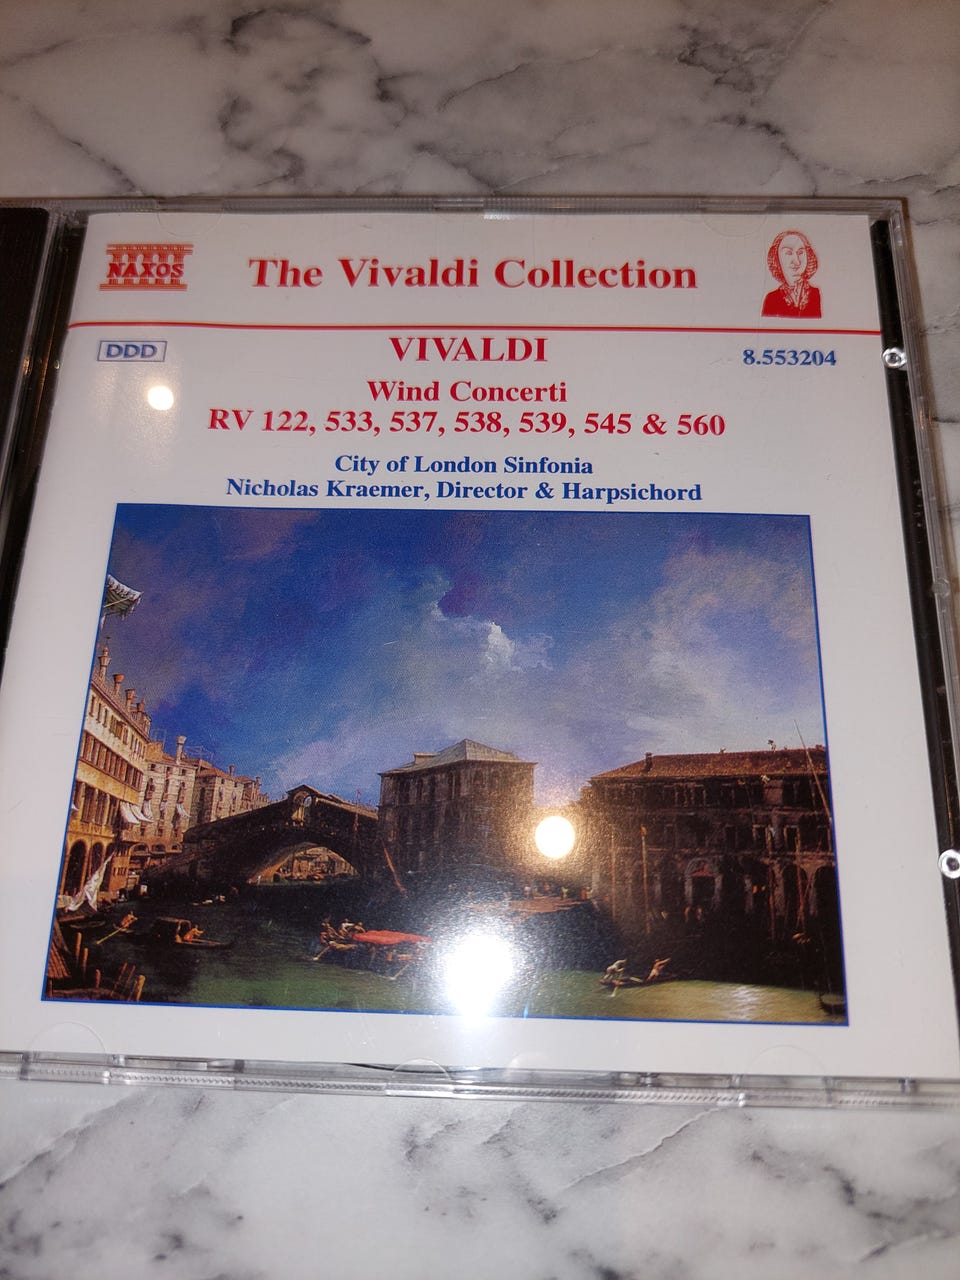 NAXOS
The Vivaldi Collection
DDD
VIVALDI
8.553204
Wind Concerti
RV 122, 533, 537, 538, 539, 545 & 560
City of London Sinfonia
Nicholas Kraemer, Director & Harpsichord